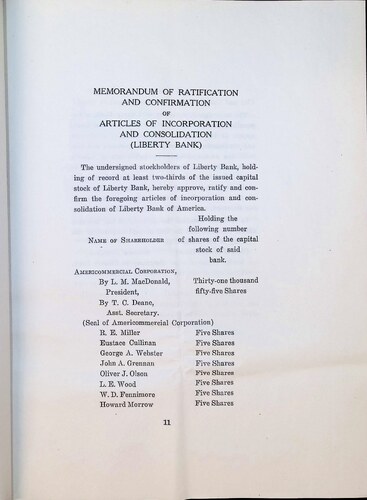 MEMORANDUM OF RATIFICATION
AND CONFIRMATION
OF
ARTICLES OF INCORPORATION
AND CONSOLIDATION
(LIBERTY BANK)
The undersigned stockholders of Liberty Bank, hold-
ing of record at least two-thirds of the issued capital
stock of Liberty Bank, hereby approve, ratify and con-
firm the foregoing articles of incorporation and con-
solidation of Liberty Bank of America.
Holding the
following number
NAME OF SHAREHOLDER of shares of the capital
stock of said
bank.
AMERICOMMERCIAL CORPORATION,
By L. M. MacDonald, Thirty-one thousand
President, fifty-five Shares
By T. C. Deane,
Asst. Secretary.
(Seal of Americommercial Corporation)
R. E. Miller Five Shares
Eustace Cullinan Five Shares
George A. Webster Five Shares
John A. Grennan Five Shares
Oliver J. Olson Five Shares
L. E. Wood Five Shares
W. D. Fennimore Five Shares
Howard Morrow Five Shares
11